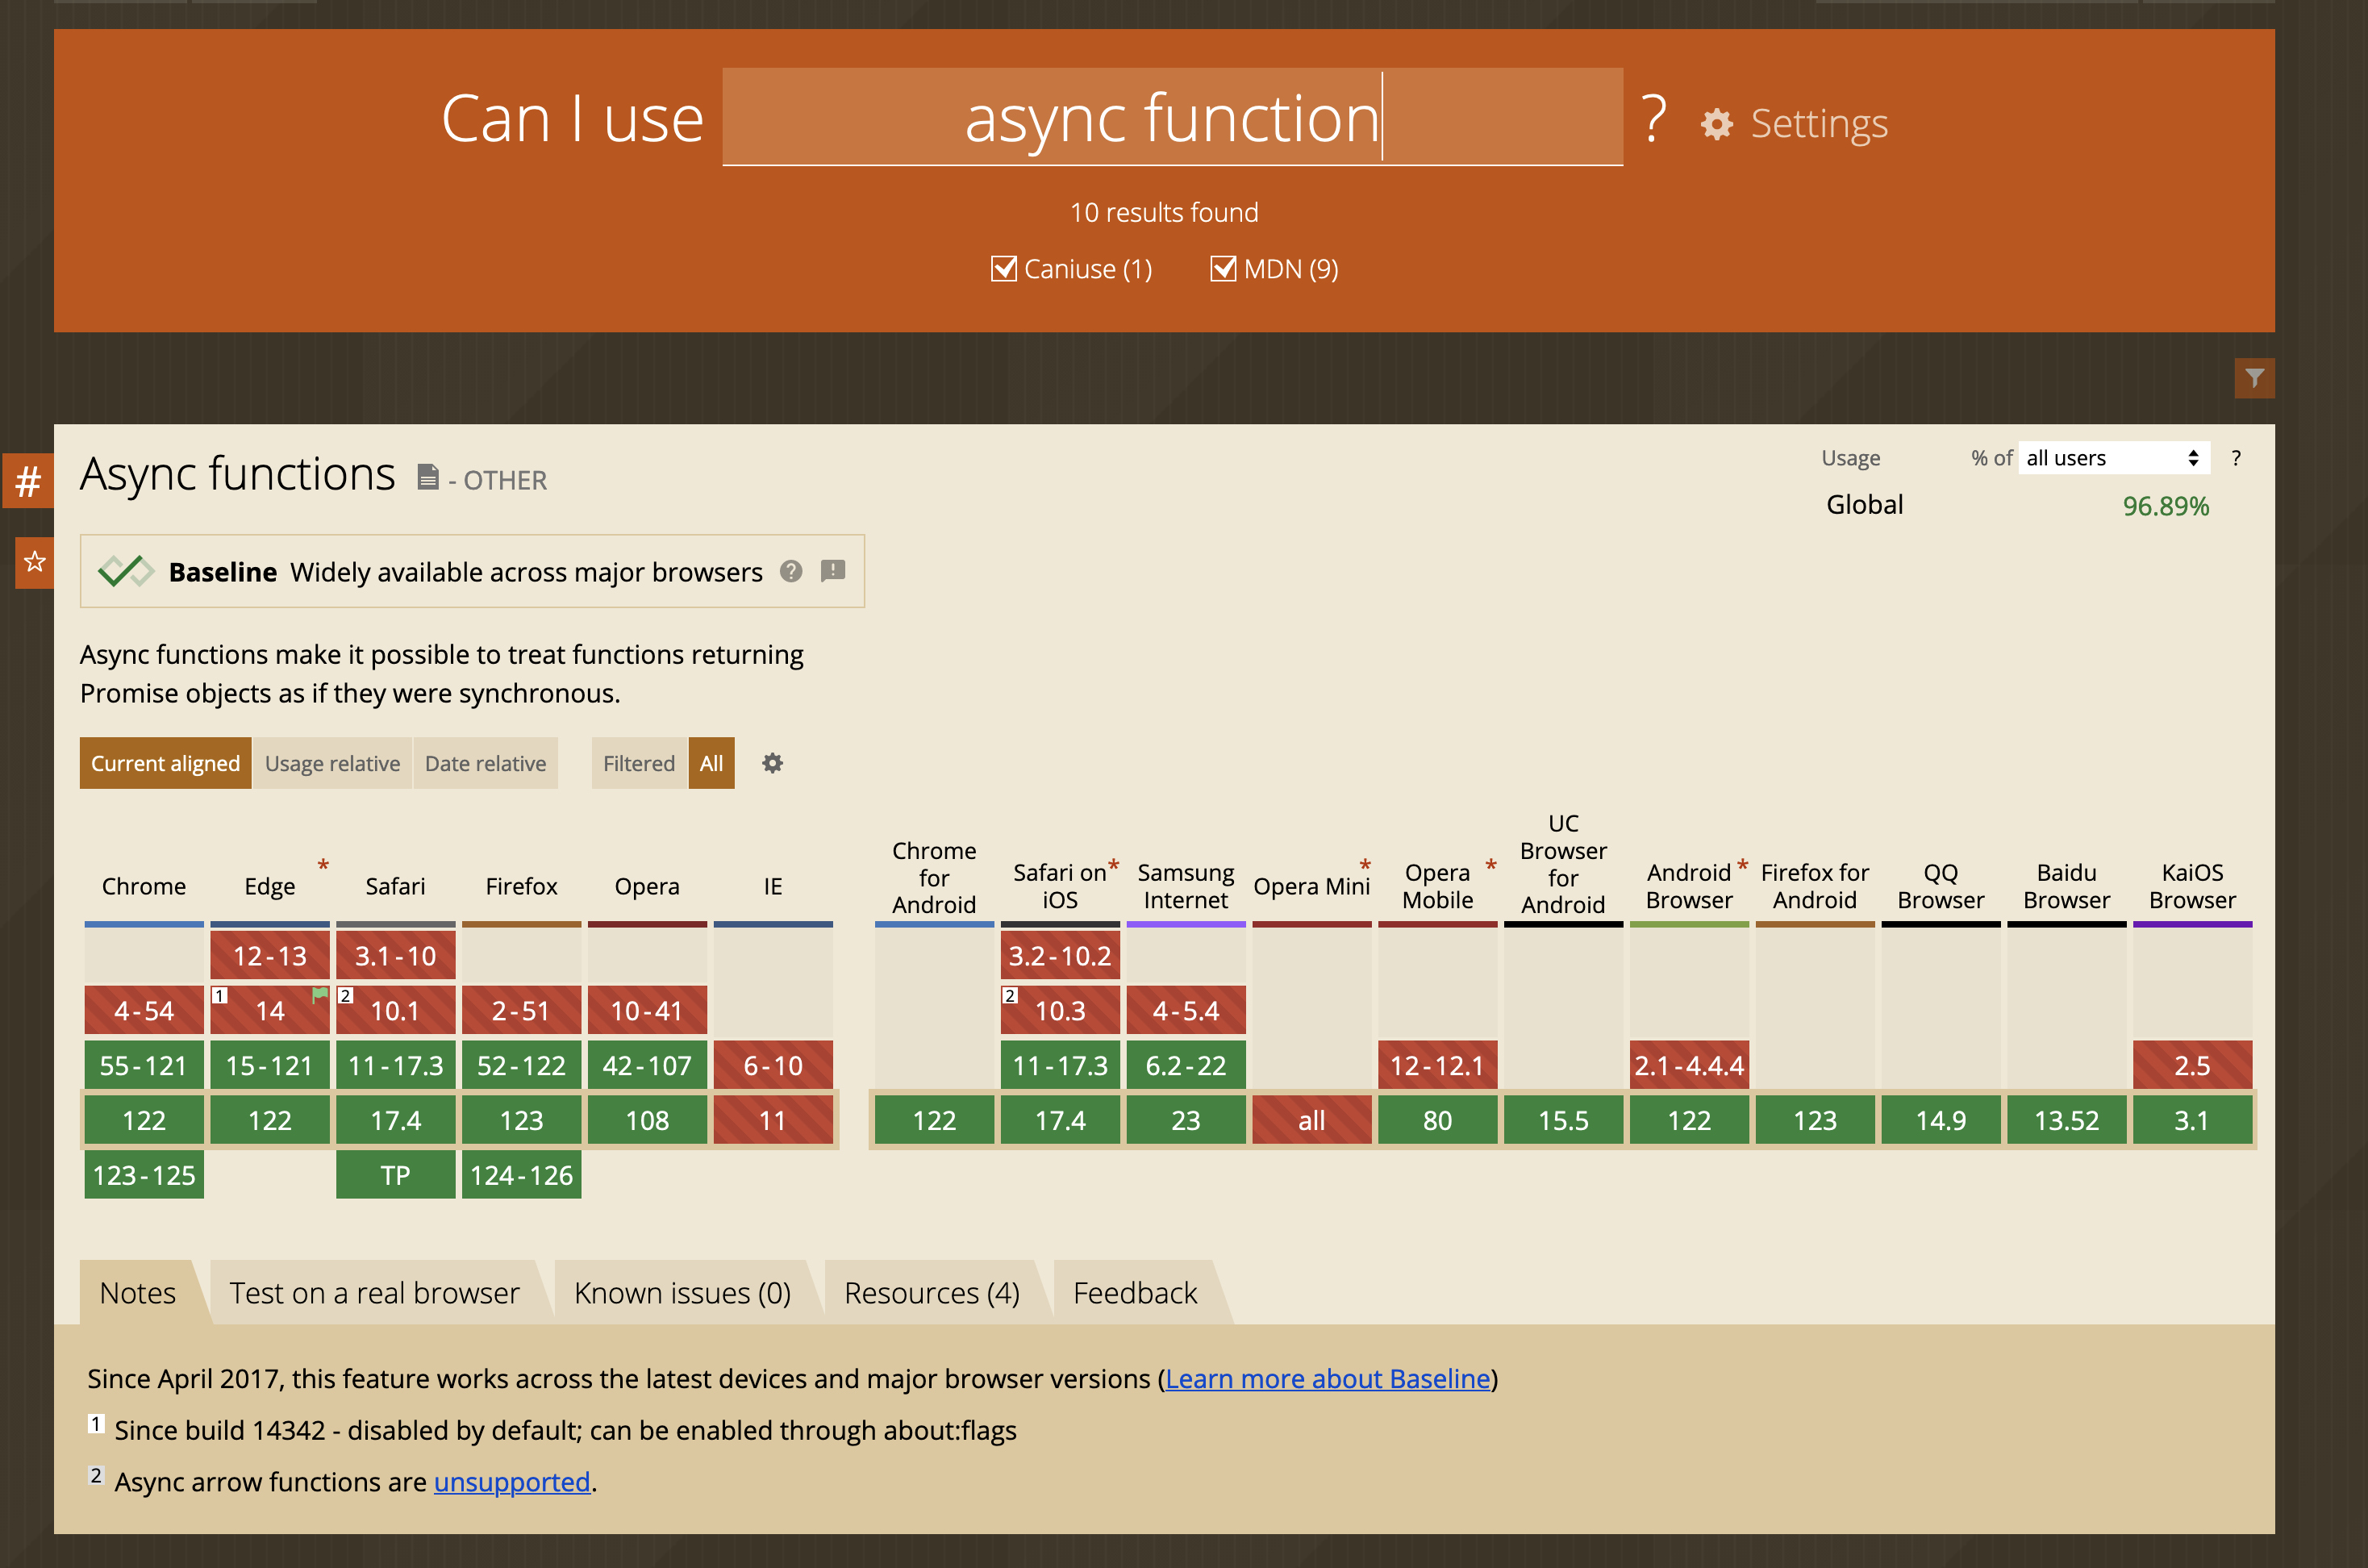 Can I use async function ? Settings
10 results found
Caniuse (1) MDN (9)
# Async functions - OTHER
Usage % of all users ?
Global 96.89%
Baseline Widely available across major browsers
Async functions make it possible to treat functions returning
Promise objects as if they were synchronous.
Current aligned Usage relative Date relative Filtered All
Chrome Edge * Safari Firefox Opera IE Chrome for Android Safari on iOS * Samsung Internet Opera Mini * Opera Mobile * UC Browser for Android Android Browser * Firefox for Android QQ Browser Baidu Browser KaiOS Browser
12-13 3.1-10 3.2-10.2
4-54 1 14 2 10.1 2-51 10-41 2 10.3 4-5.4
55-121 15-121 11-17.3 52-122 42-107 6-10 11-17.3 6.2-22 12-12.1 2.1-4.4.4 2.5
122 122 17.4 123 108 11 122 17.4 23 all 80 15.5 122 123 14.9 13.52 3.1
123-125 TP 124-126
Notes Test on a real browser Known issues (0) Resources (4) Feedback
Since April 2017, this feature works across the latest devices and major browser versions (Learn more about Baseline)
1 Since build 14342 - disabled by default; can be enabled through about:flags
2 Async arrow functions are unsupported.